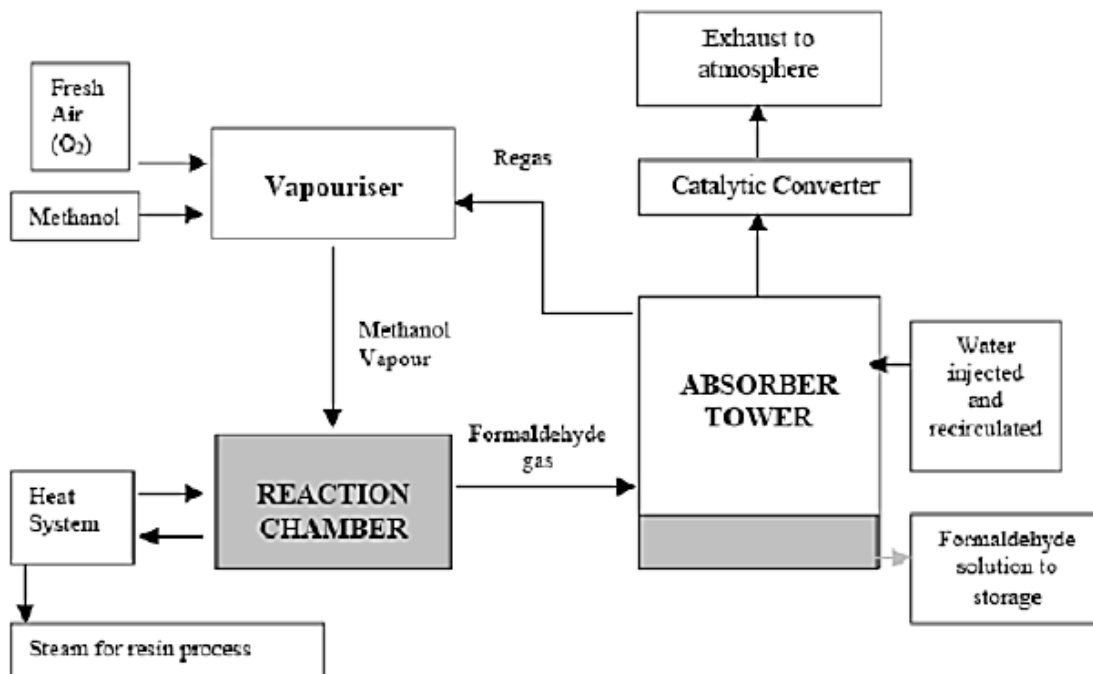 Fresh
Air
(O₂)
Methanol
Vapouriser
Regas
Exhaust to
atmosphere
Catalytic Converter
Methanol
Vapour
ABSORBER
TOWER
Water
injected
and
recirculated
Formaldehyde
gas
Heat
System
REACTION
CHAMBER
Formaldehyde
solution to
storage
Steam for resin process